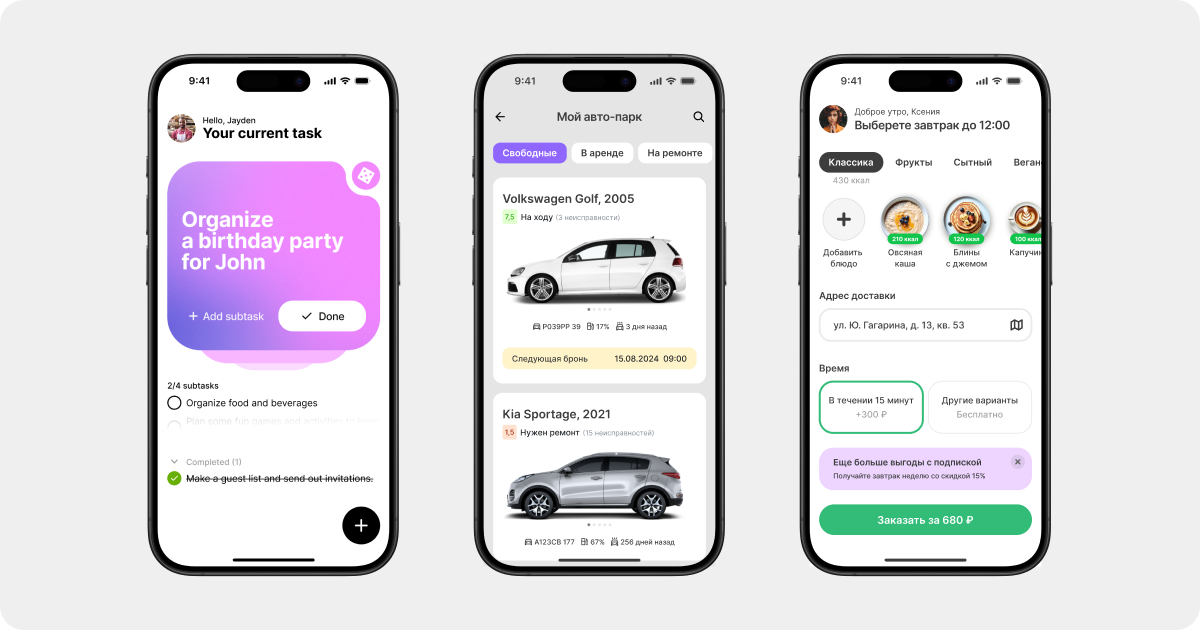 9:41
Hello, Jayden
Your current task
Organize
a birthday party
for John
+ Add subtask
Done
2/4 subtasks
Organize food and beverages
Plan some fun games and activities to keep
Completed (1)
Make a guest list and send out invitations.
9:41
Мой авто-парк
Свободные
В аренде
На ремонте
Volkswagen Golf, 2005
7,5 На ходу (3 неисправности)
P039PP 39 17% 3 дня назад
Следующая бронь 15.08.2024 09:00
Kia Sportage, 2021
1,5 Нужен ремонт (15 неисправностей)
A123CB 177 67% 256 дней назад
9:41
Доброе утро, Ксения
Выберете завтрак до 12:00
Классика
Фрукты
Сытный
Веган
430 ккал
210 ккал
120 ккал
100 ккал
Добавить
блюдо
Овсяная
каша
Блины
с джемом
Капучин
Адрес доставки
ул. Ю. Гагарина, д. 13, кв. 53
Время
В течении 15 минут
+300 ₽
Другие варианты
Бесплатно
Еще больше выгоды с подпиской
Получайте завтрак неделю со скидкой 15%
Заказать за 680 ₽